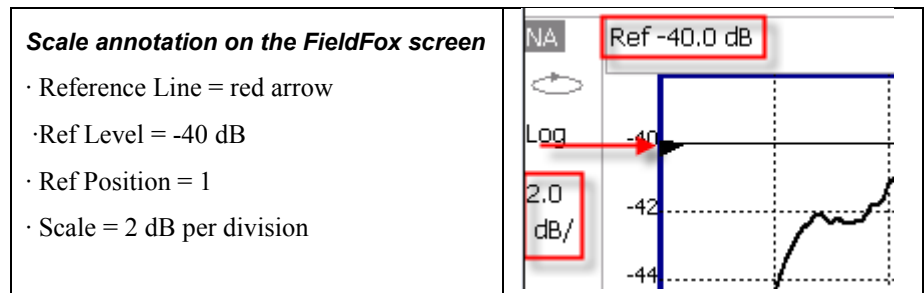 Scale annotation on the FieldFox screen
· Reference Line = red arrow
·Ref Level = -40 dB
· Ref Position = 1
· Scale = 2 dB per division
NA
Ref -40.0 dB
Log
-40
2.0
dB/
-42
-44